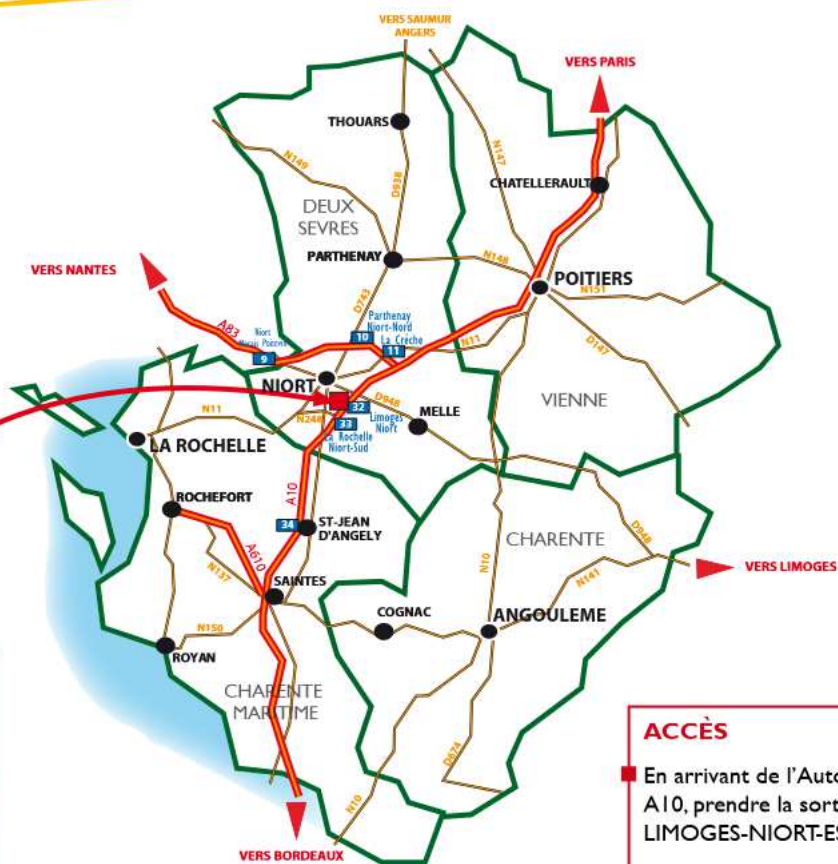 VERS SAUMUR
ANGERS
VERS PARIS
THOUARS
N147
N149
D938
CHATELLERAULT
DEUX
SEVRES
PARTHENAY
N148
VERS NANTES
POITIERS
N151
D743
A83
Niort
Marais Poitevin
9
Parthenay
Niort-Nord
10
La Crèche
11
N11
D147
NIORT
VIENNE
D948
32
Limoges
Niort
MELLE
N11
N248
33
La Rochelle
Niort-Sud
LA ROCHELLE
A10
ROCHEFORT
34
ST-JEAN
D'ANGELY
CHARENTE
D948
A610
N10
N141
VERS LIMOGES
N137
SAINTES
COGNAC
ANGOULEME
N150
ROYAN
CHARENTE
MARITIME
D674
N10
VERS BORDEAUX
ACCÈS
En arrivant de l'Auto
A10, prendre la sort
LIMOGES-NIORT-ES